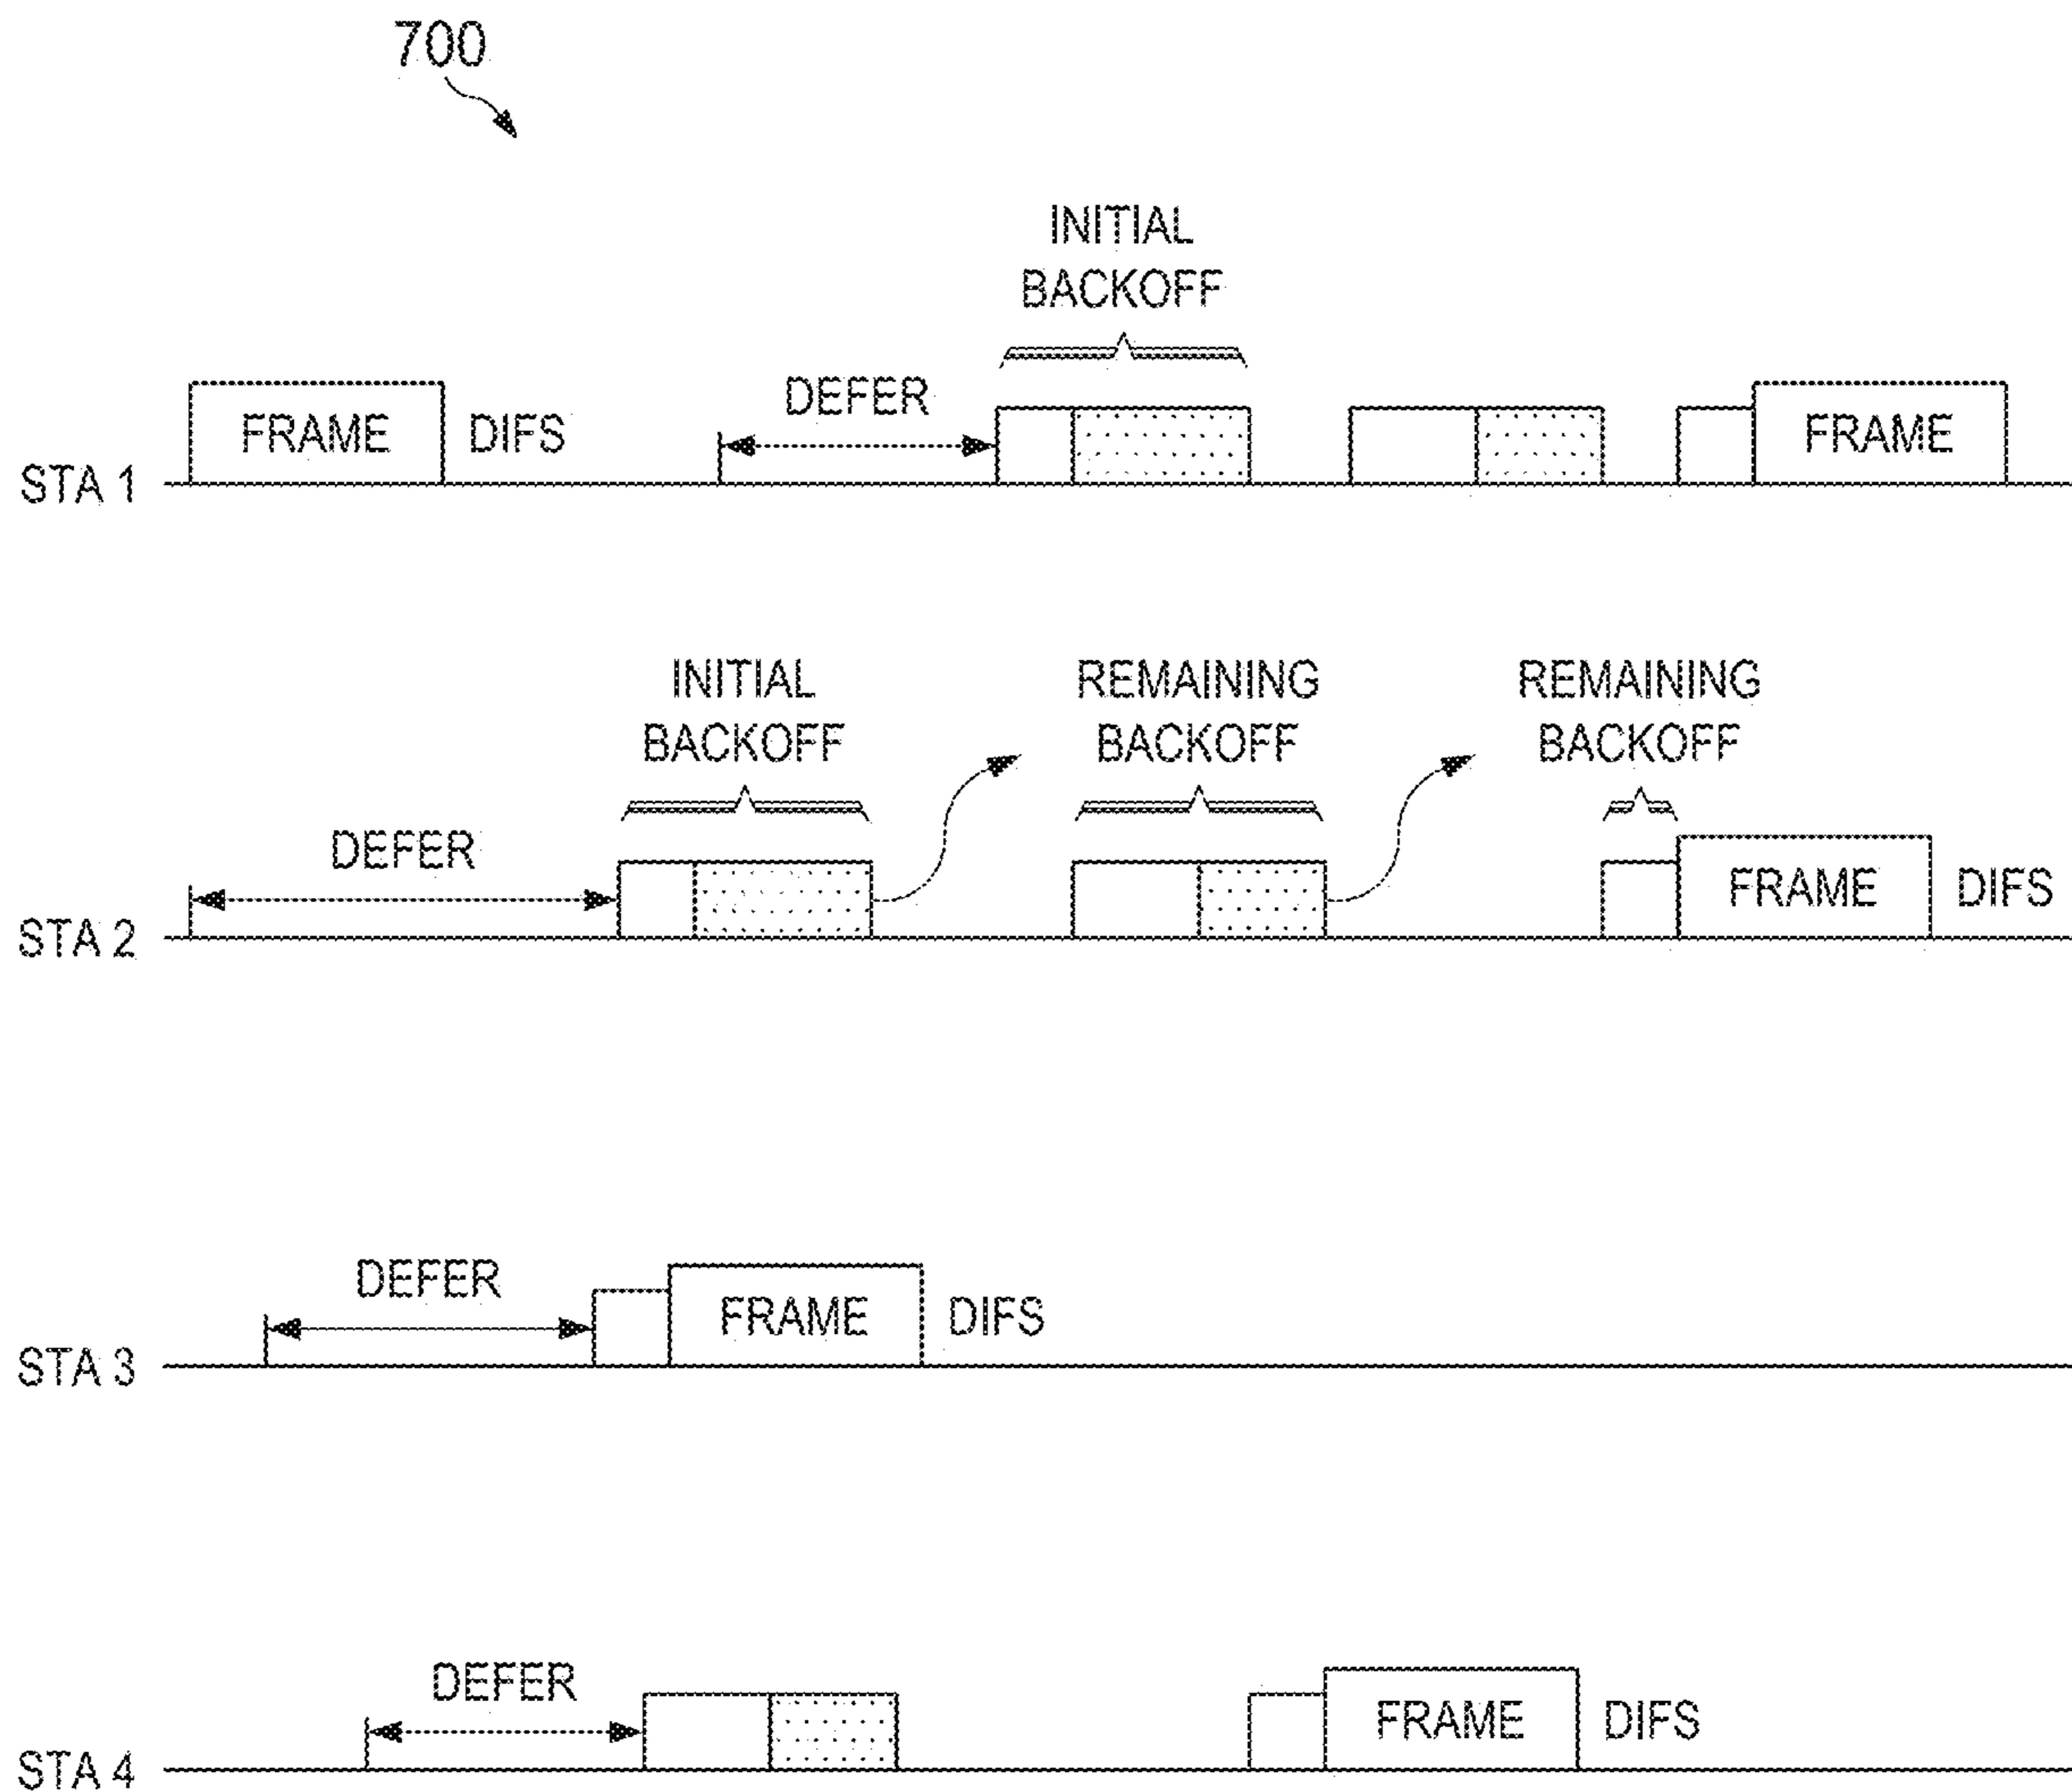 700
INITIAL
BACKOFF
DEFER
FRAME
DIFS
FRAME
STA 1
INITIAL
BACKOFF
REMAINING
BACKOFF
REMAINING
BACKOFF
DEFER
FRAME
DIFS
STA 2
DEFER
FRAME
DIFS
STA 3
DEFER
FRAME
DIFS
STA 4